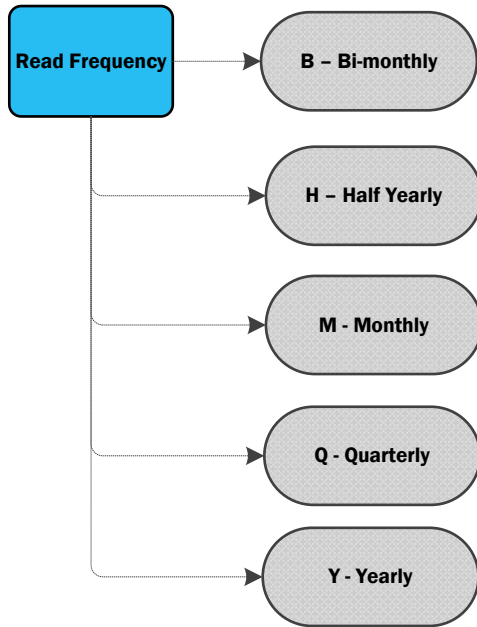 Read Frequency
B – Bi-monthly
H – Half Yearly
M - Monthly
Q - Quarterly
Y - Yearly